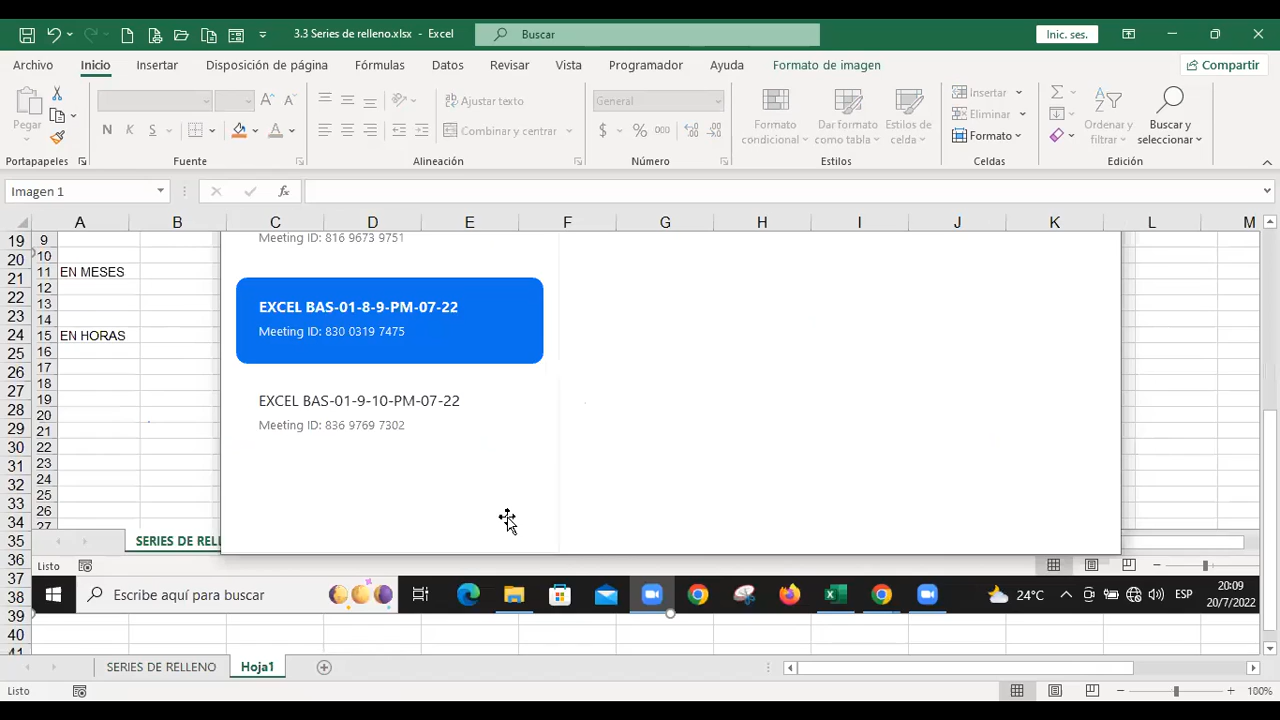 3.3 Series de relleno.xlsx - Excel
Buscar
Inic. ses.
Archivo Inicio Insertar Disposición de página Fórmulas Datos Revisar Vista Programador Ayuda Formato de imagen Compartir
Pegar
N K S
Ajustar texto
Combinar y centrar
General
$ % 000
Formato condicional
Dar formato como tabla
Estilos de celda
Insertar
Eliminar
Formato
Ordenar y filtrar
Buscar y seleccionar
Portapapeles Fuente Alineación Número Estilos Celdas Edición
Imagen 1
fx
A B C D E F G H I J K L M
19 9
20 10
21 11 EN MESES
22 12
13
23 14
24 15 EN HORAS
25 16
26 17
27 18
28 19
20
29 21
30 22
31 23
32 24
33 25
34 26
27
35
36
37
38
39
40
41
Meeting ID: 816 9673 9751
EXCEL BAS-01-8-9-PM-07-22
Meeting ID: 830 0319 7475
EXCEL BAS-01-9-10-PM-07-22
Meeting ID: 836 9769 7302
SERIES DE RELL
Listo
Escribe aquí para buscar
24°C
ESP
20:09
20/7/2022
SERIES DE RELLENO Hoja1
Listo
100%